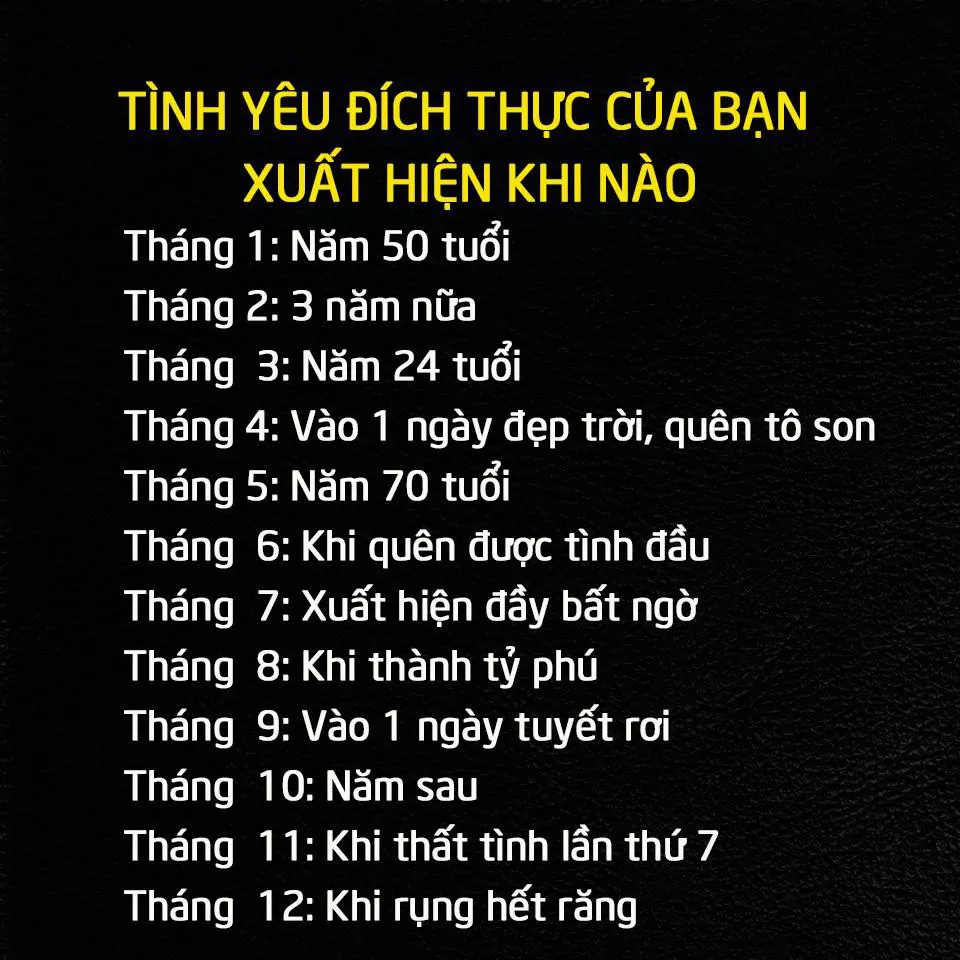 TÌNH YÊU ĐÍCH THỰC CỦA BẠN
XUẤT HIỆN KHI NÀO
Tháng 1: Năm 50 tuổi
Tháng 2: 3 năm nữa
Tháng 3: Năm 24 tuổi
Tháng 4: Vào 1 ngày đẹp trời, quên tô son
Tháng 5: Năm 70 tuổi
Tháng 6: Khi quên được tình đầu
Tháng 7: Xuất hiện đầy bất ngờ
Tháng 8: Khi thành tỷ phú
Tháng 9: Vào 1 ngày tuyết rơi
Tháng 10: Năm sau
Tháng 11: Khi thất tình lần thứ 7
Tháng 12: Khi rụng hết răng